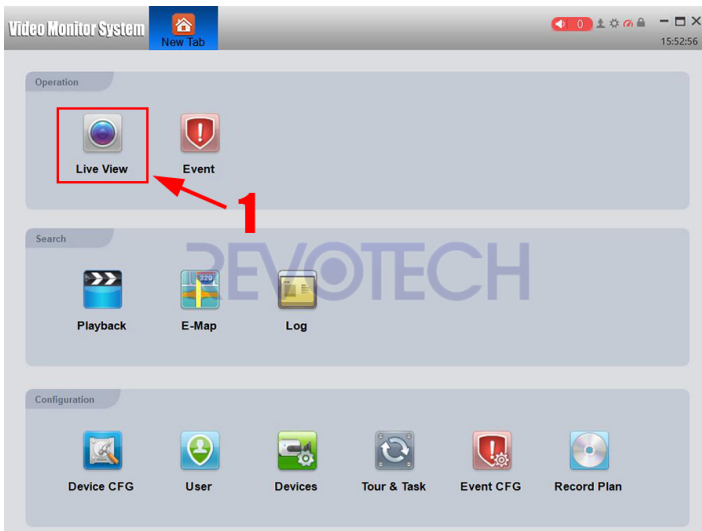 Video Monitor System
New Tab
0
15:52:56
Operation
Live View
Event
1
Search
REVOTECH
Playback
E-Map
Log
Configuration
Device CFG
User
Devices
Tour & Task
Event CFG
Record Plan